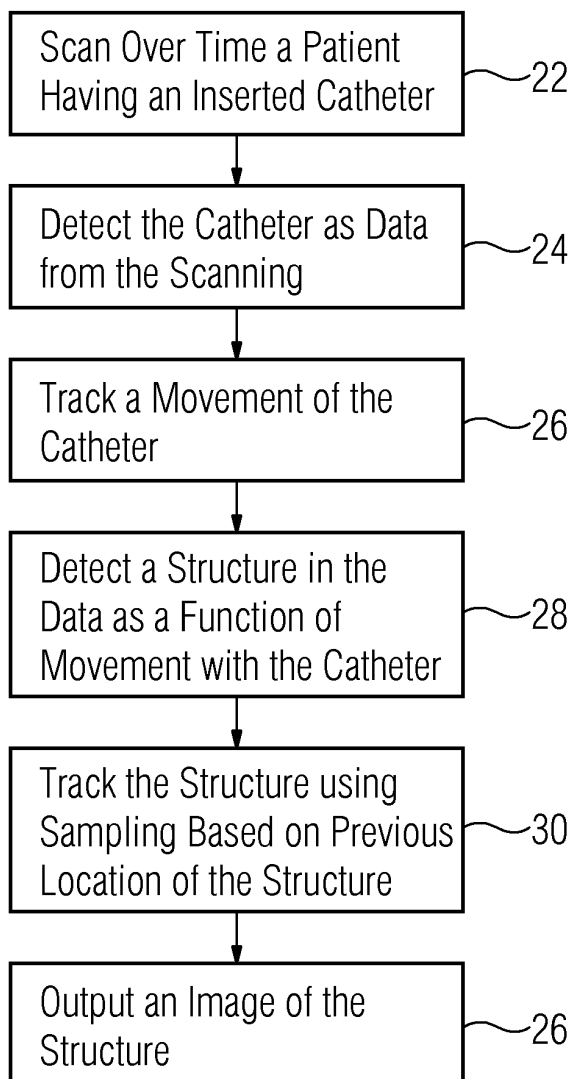 Scan Over Time a Patient
Having an Inserted Catheter
22
Detect the Catheter as Data
from the Scanning
24
Track a Movement of the
Catheter
26
Detect a Structure in the
Data as a Function of
Movement with the Catheter
28
Track the Structure using
Sampling Based on Previous
Location of the Structure
30
Output an Image of the
Structure
26